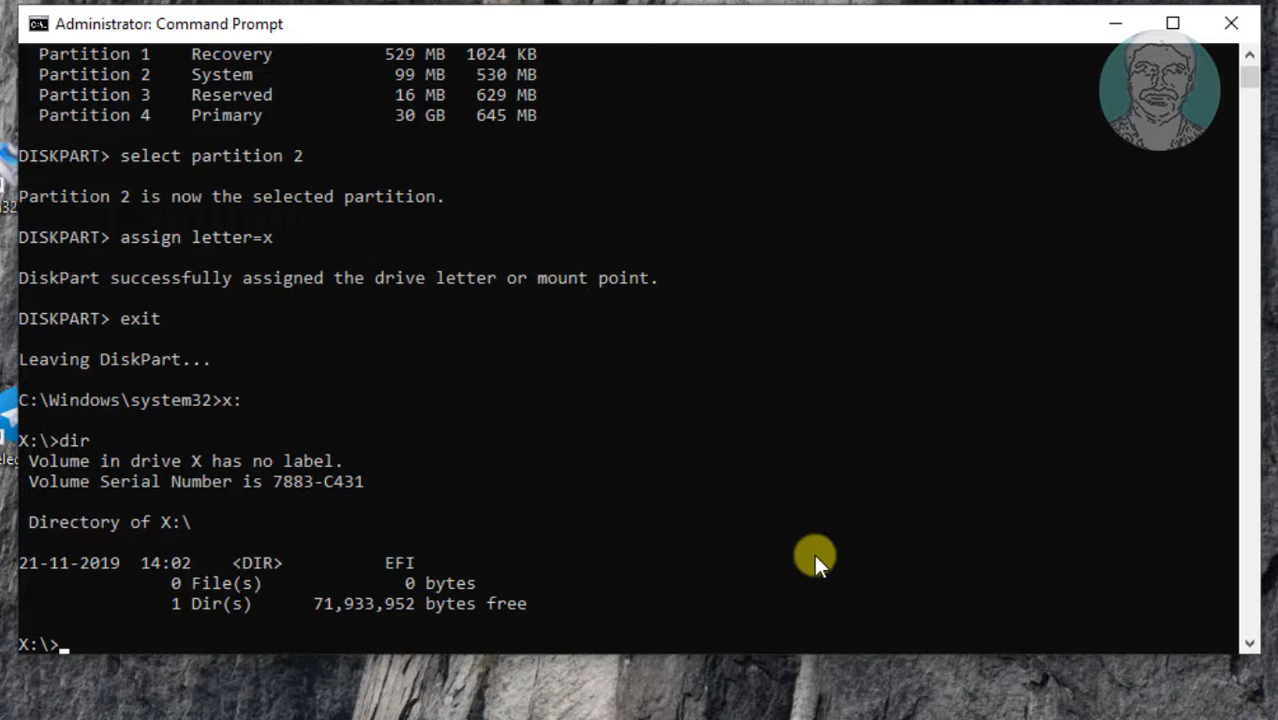 Administrator: Command Prompt
Partition 1 Recovery 529 MB 1024 KB
Partition 2 System 99 MB 530 MB
Partition 3 Reserved 16 MB 629 MB
Partition 4 Primary 30 GB 645 MB
DISKPART> select partition 2
Partition 2 is now the selected partition.
DISKPART> assign letter=x
DiskPart successfully assigned the drive letter or mount point.
DISKPART> exit
Leaving DiskPart...
C:\Windows\system32>x:
X:\>dir
Volume in drive X has no label.
Volume Serial Number is 7883-C431
Directory of X:\
21-11-2019 14:02 <DIR> EFI
0 File(s) 0 bytes
1 Dir(s) 71,933,952 bytes free
X:\>